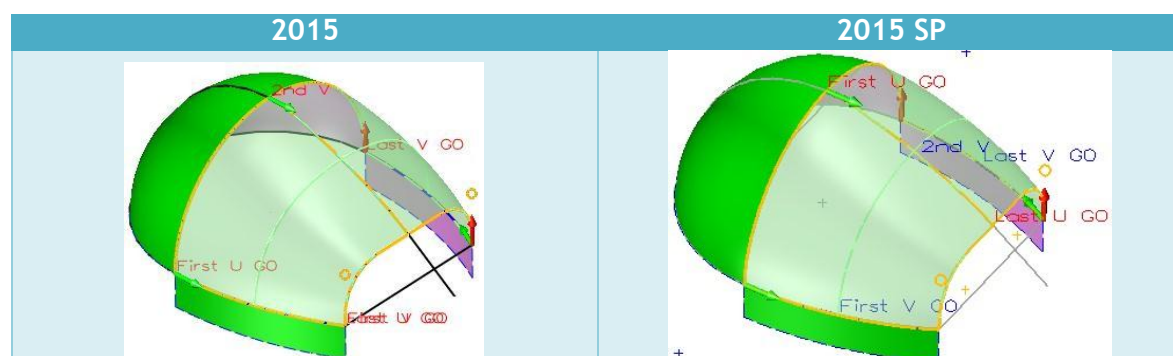 2015
2015 SP
2nd V
Last V GO
First U GO
First U GO
2nd V
Last V GO
Last U GO
First V GO